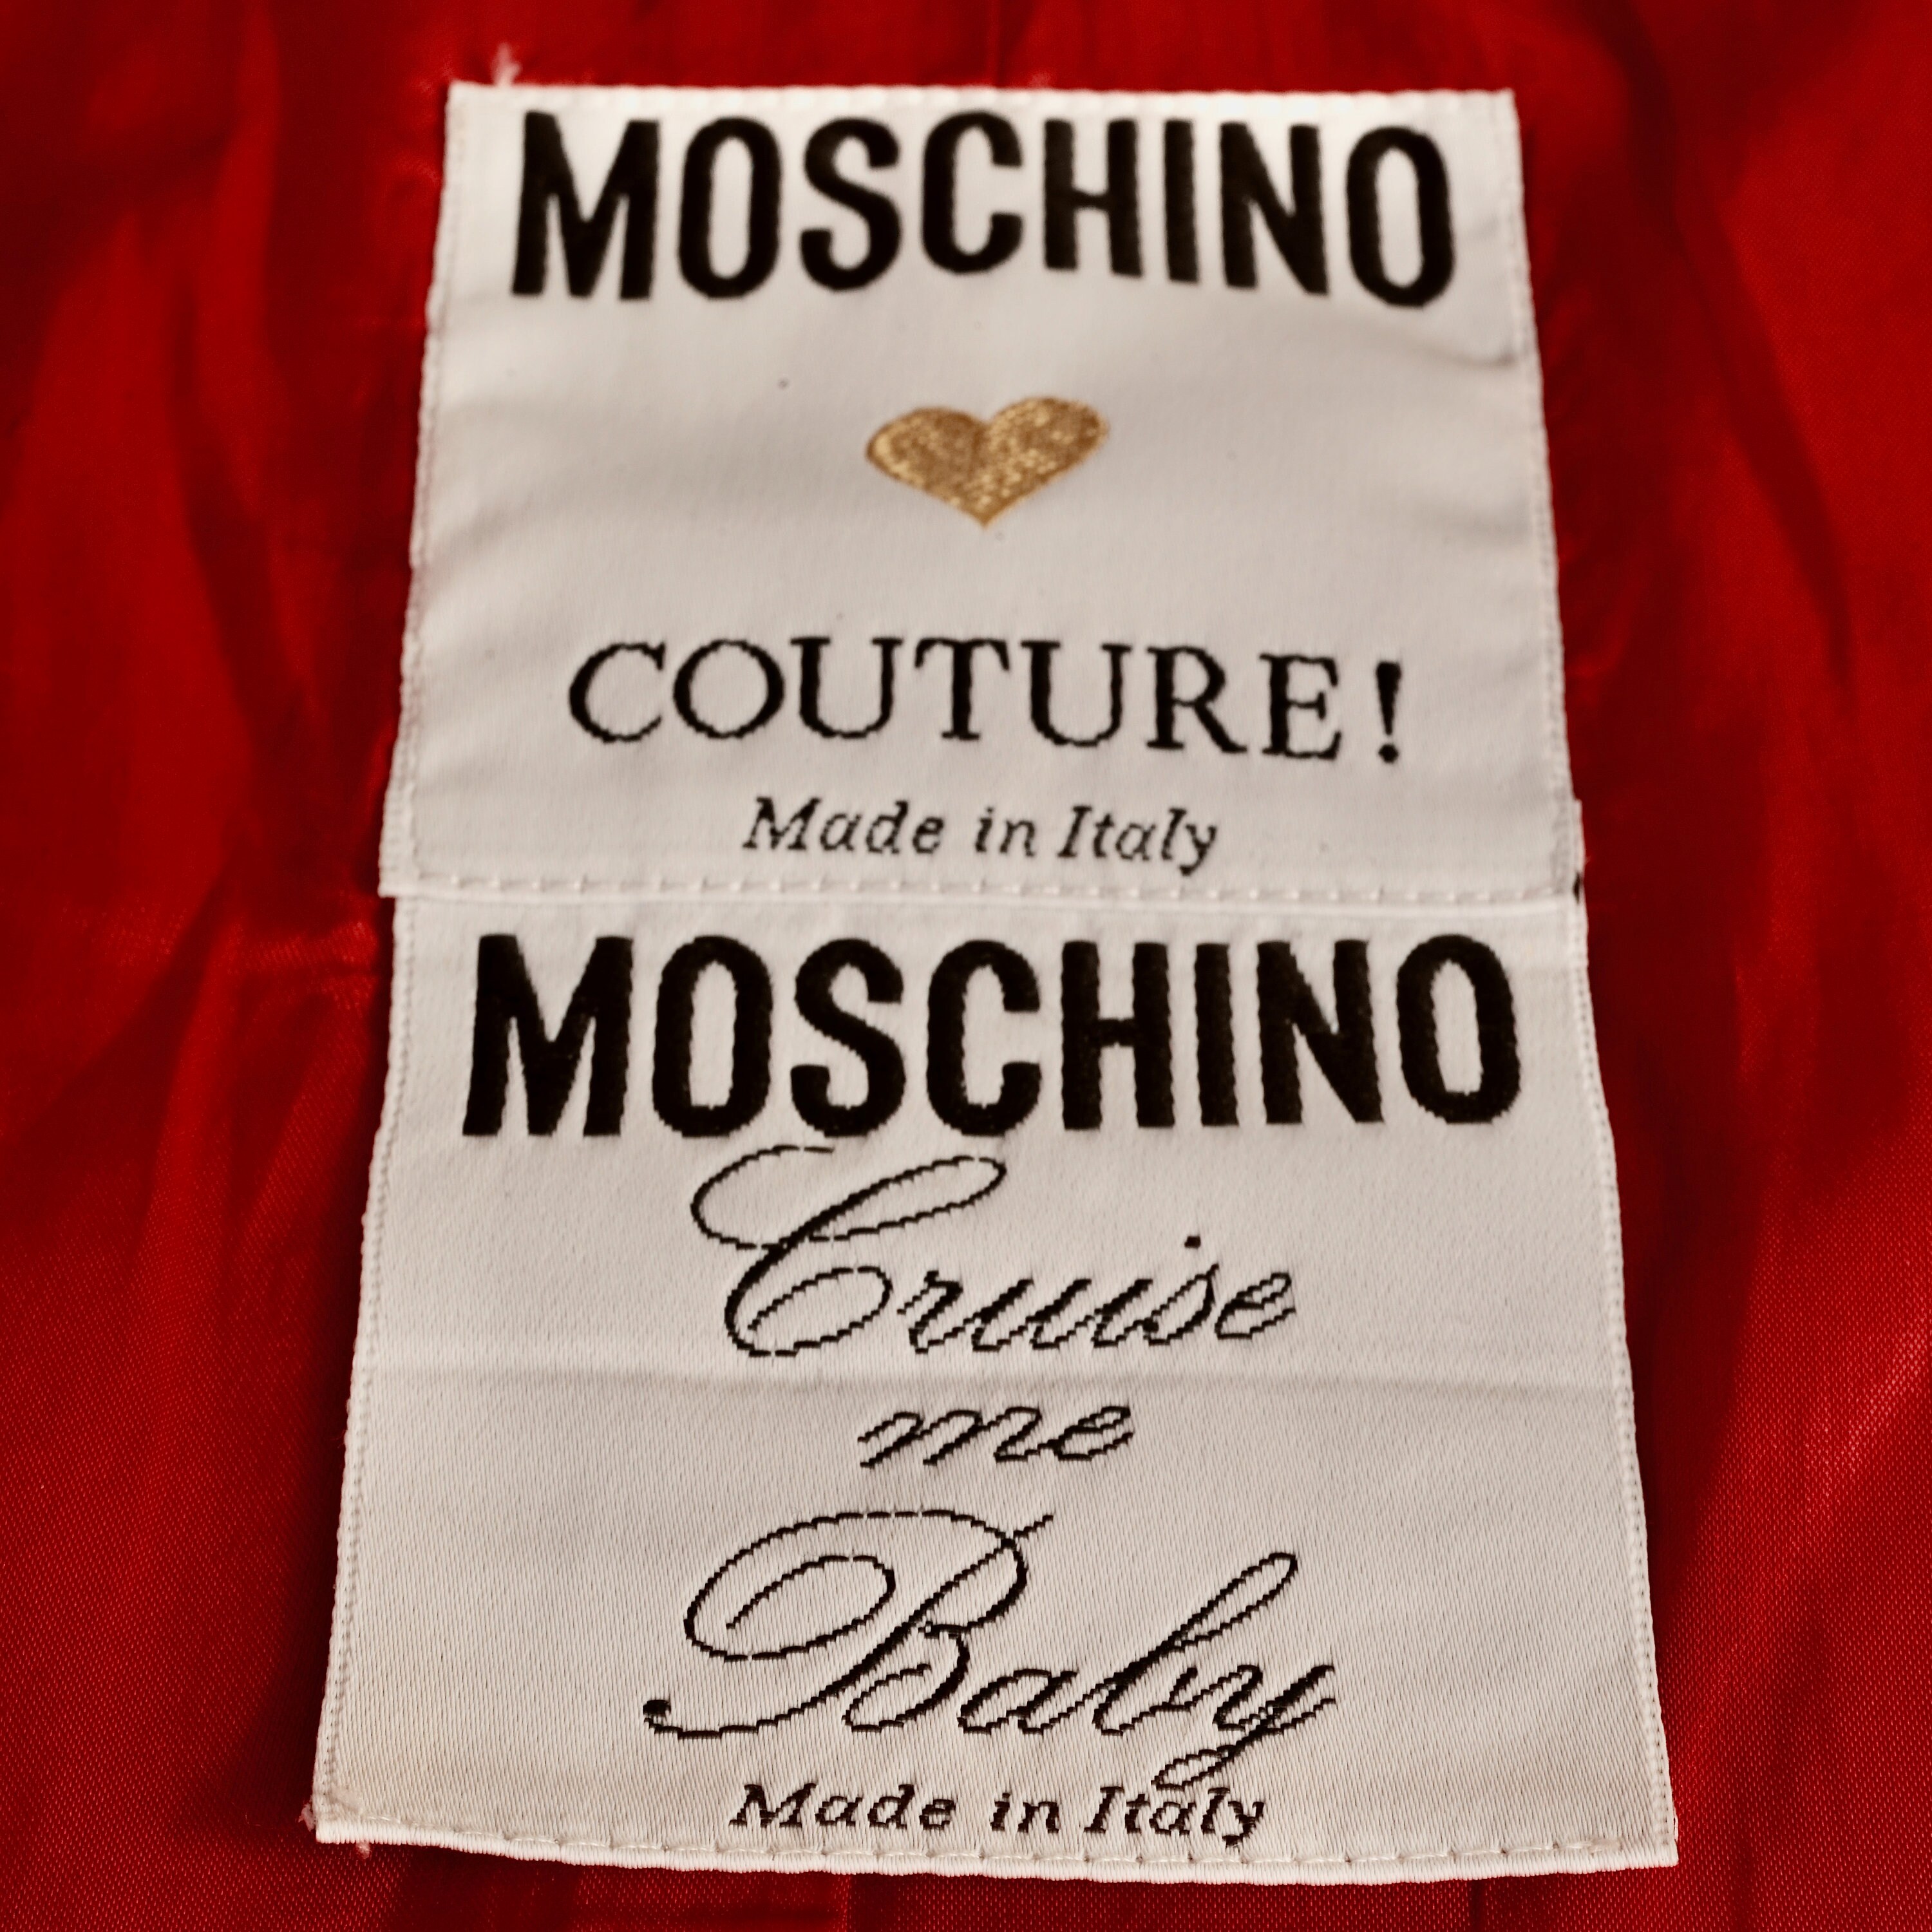 MOSCHINO
COUTURE!
Made in Italy
MOSCHINO
Cruise
me
Baby
Made in Italy